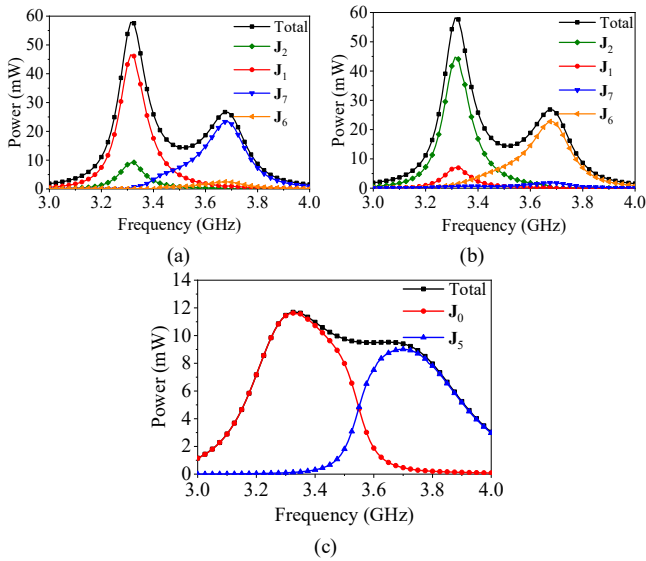 60
50
40
30
20
10
0
Power (mW)
Total
J2
J1
J7
J6
3.0 3.2 3.4 3.6 3.8 4.0
Frequency (GHz)
(a)
60
50
40
30
20
10
0
Power (mW)
Total
J2
J1
J7
J6
3.0 3.2 3.4 3.6 3.8 4.0
Frequency (GHz)
(b)
14
12
10
8
6
4
2
0
Power (mW)
Total
J0
J5
3.0 3.2 3.4 3.6 3.8 4.0
Frequency (GHz)
(c)